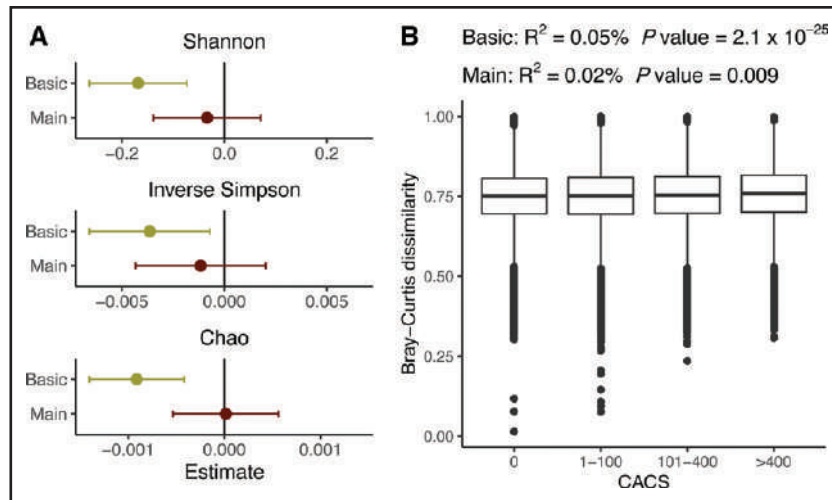 A
Shannon
Basic
Main
−0.2
0.0
0.2
Inverse Simpson
Basic
Main
−0.005
0.000
0.005
Chao
Basic
Main
−0.001
0.000
0.001
Estimate
B
Basic: R² = 0.05% P value = 2.1 x 10⁻²⁵
Main: R² = 0.02% P value = 0.009
Bray−Curtis dissimilarity
1.00
0.75
0.50
0.25
0.00
0
1−100
101−400
>400
CACS